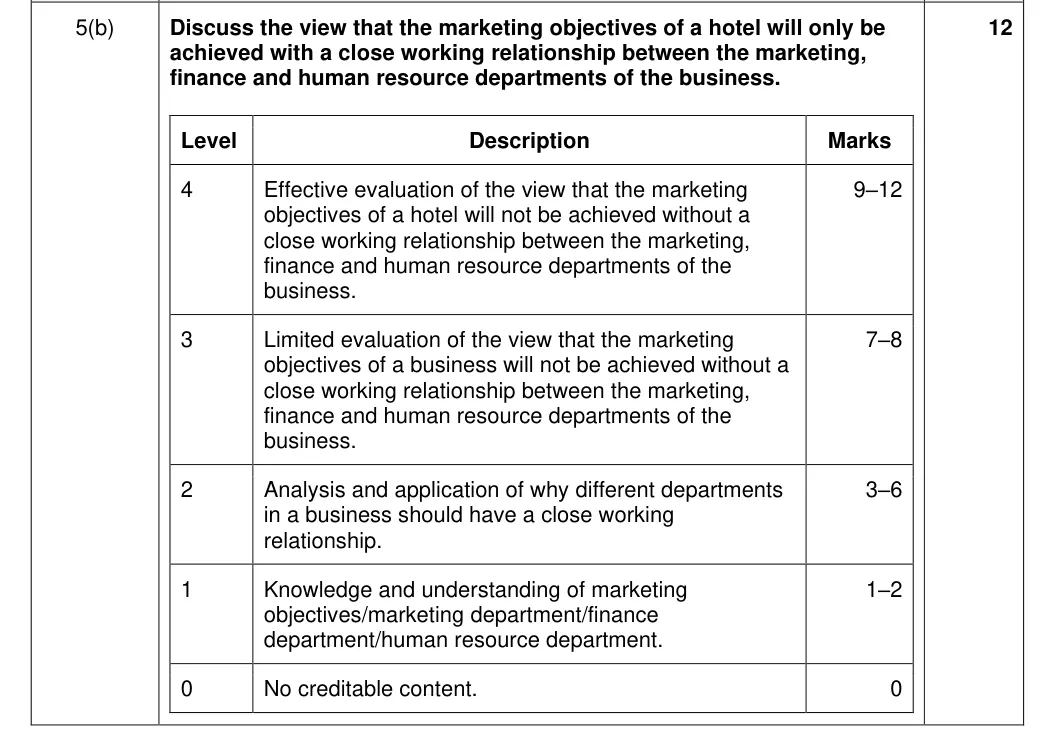 5(b)
Discuss the view that the marketing objectives of a hotel will only be
achieved with a close working relationship between the marketing,
finance and human resource departments of the business.
12
Level Description Marks
4 Effective evaluation of the view that the marketing 9–12
objectives of a hotel will not be achieved without a
close working relationship between the marketing,
finance and human resource departments of the
business.
3 Limited evaluation of the view that the marketing 7–8
objectives of a business will not be achieved without a
close working relationship between the marketing,
finance and human resource departments of the
business.
2 Analysis and application of why different departments 3–6
in a business should have a close working
relationship.
1 Knowledge and understanding of marketing 1–2
objectives/marketing department/finance
department/human resource department.
0 No creditable content. 0